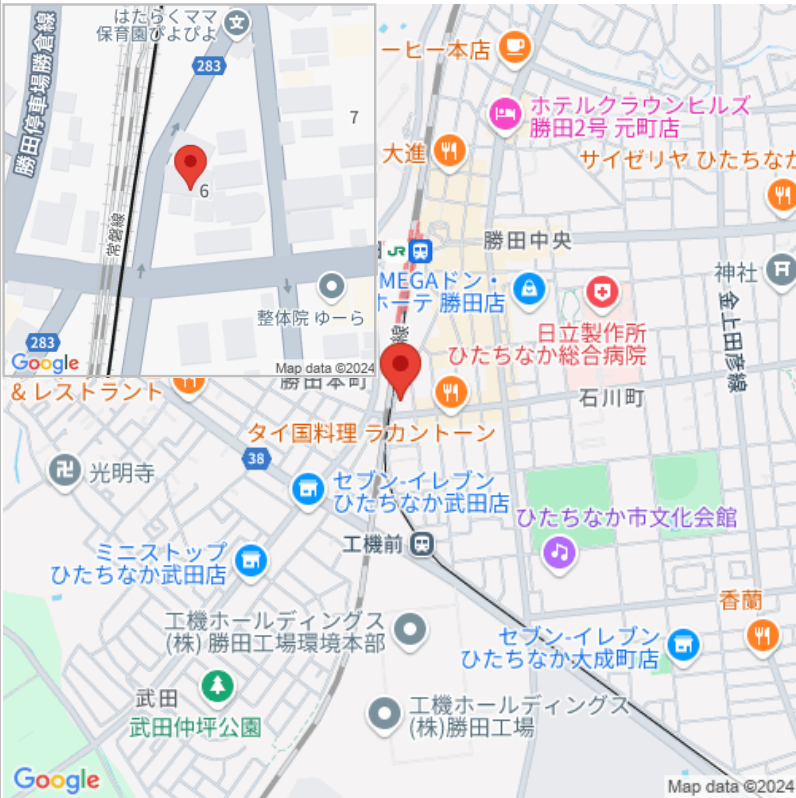 はたらくママ
保育園ぴよぴよ
283
勝田停車場勝倉線
7
6
常磐線
整体院 ゆーら
283
Google
Map data ©2024
ーヒー本店
ホテルクラウンヒルズ
勝田2号 元町店
大進
サイゼリヤ ひたちなか
JR
勝田中央
MEGAドン・
ホーテ 勝田店
神社
日立製作所
ひたちなか総合病院
金上田彦線
線
勝田本町
& レストラント
石川町
タイ国料理 ラカントーン
38
光明寺
セブン-イレブン
ひたちなか武田店
ひたちなか市文化会館
工機前
ミニストップ
ひたちなか武田店
香蘭
工機ホールディングス
(株) 勝田工場環境本部
セブン-イレブン
ひたちなか大成町店
武田
武田仲坪公園
工機ホールディングス
(株)勝田工場
Google
Map data ©2024